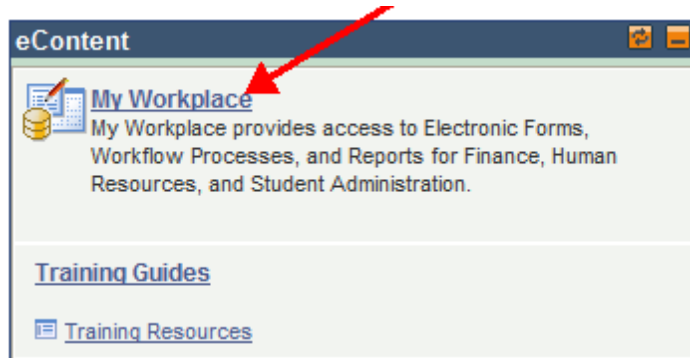 eContent
My Workplace
My Workplace provides access to Electronic Forms,
Workflow Processes, and Reports for Finance, Human
Resources, and Student Administration.
Training Guides
Training Resources